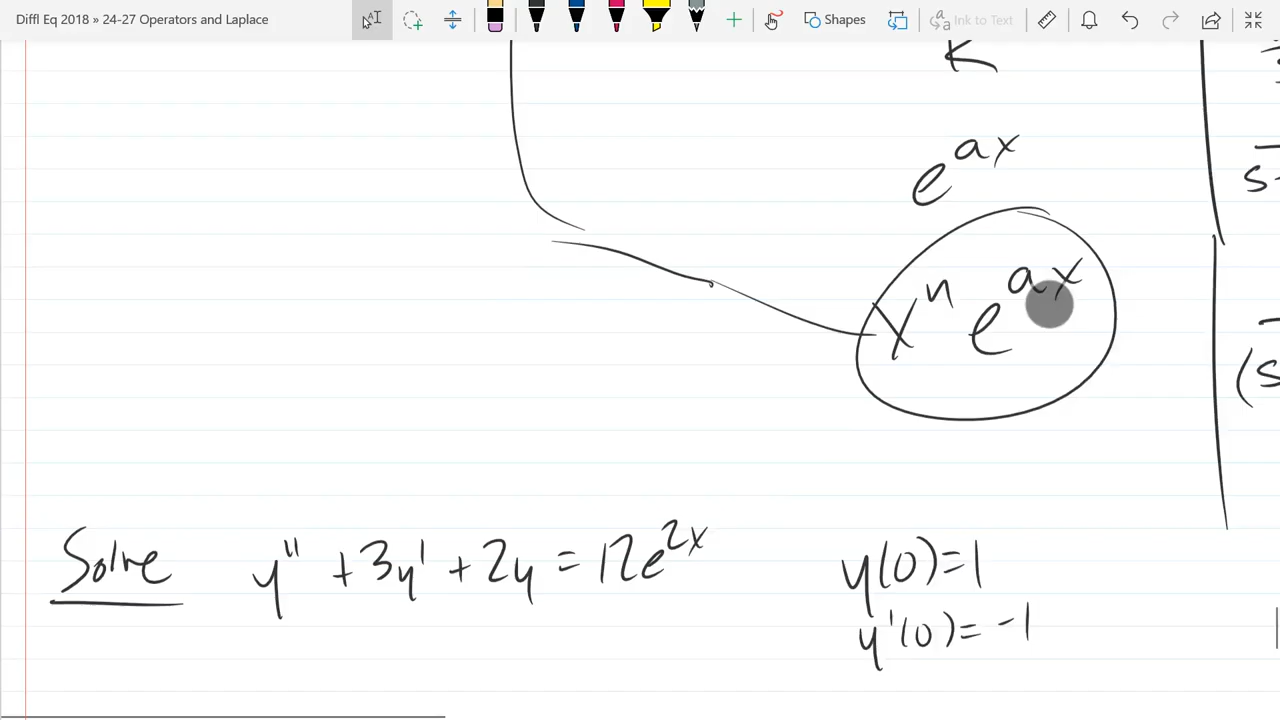 Diffl Eq 2018 » 24-27 Operators and Laplace
Shapes
Ink to Text
K
e^{ax}
s
x^n e^{ax}
(s
Solve y'' + 3y' + 2y = 12e^{2x} y(0) = 1
y'(0) = -1